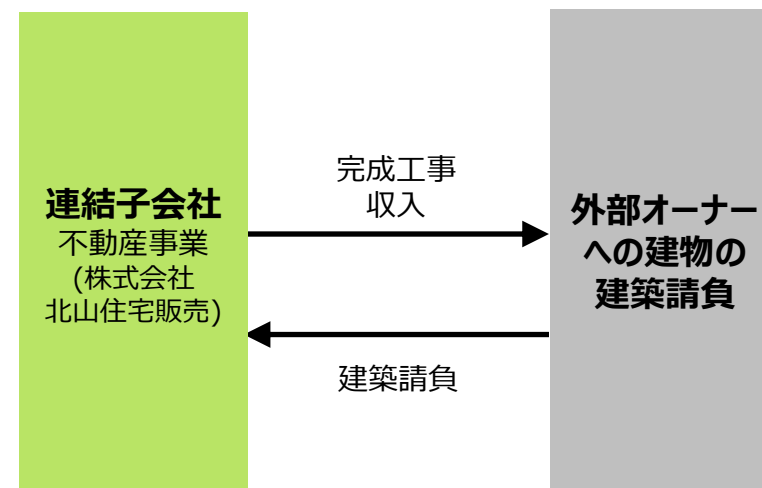 連結子会社
不動産事業
(株式会社
北山住宅販売)
完成工事
収入
建築請負
外部オーナー
への建物の
建築請負